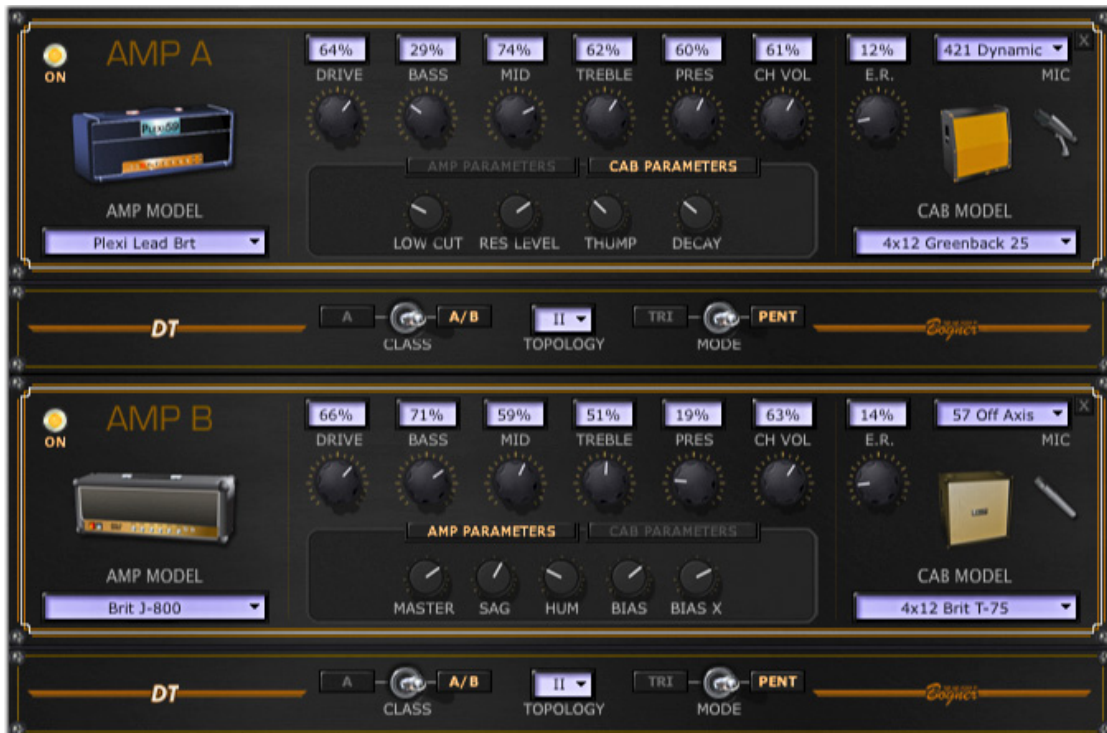 AMP A
64% 29% 74% 62% 60% 61% 12% 421 Dynamic X
ON DRIVE BASS MID TREBLE PRES CH VOL E.R. MIC
Plexi59
AMP PARAMETERS CAB PARAMETERS
AMP MODEL CAB MODEL
LOW CUT RES LEVEL THUMP DECAY
Plexi Lead Brt 4x12 Greenback 25
DT A A/B II TRI PENT Bogner
CLASS TOPOLOGY MODE
AMP B
66% 71% 59% 51% 19% 63% 14% 57 Off Axis X
ON DRIVE BASS MID TREBLE PRES CH VOL E.R. MIC
AMP PARAMETERS CAB PARAMETERS
AMP MODEL CAB MODEL
MASTER SAG HUM BIAS BIAS X
Brit J-800 4x12 Brit T-75
DT A A/B II TRI PENT Bogner
CLASS TOPOLOGY MODE